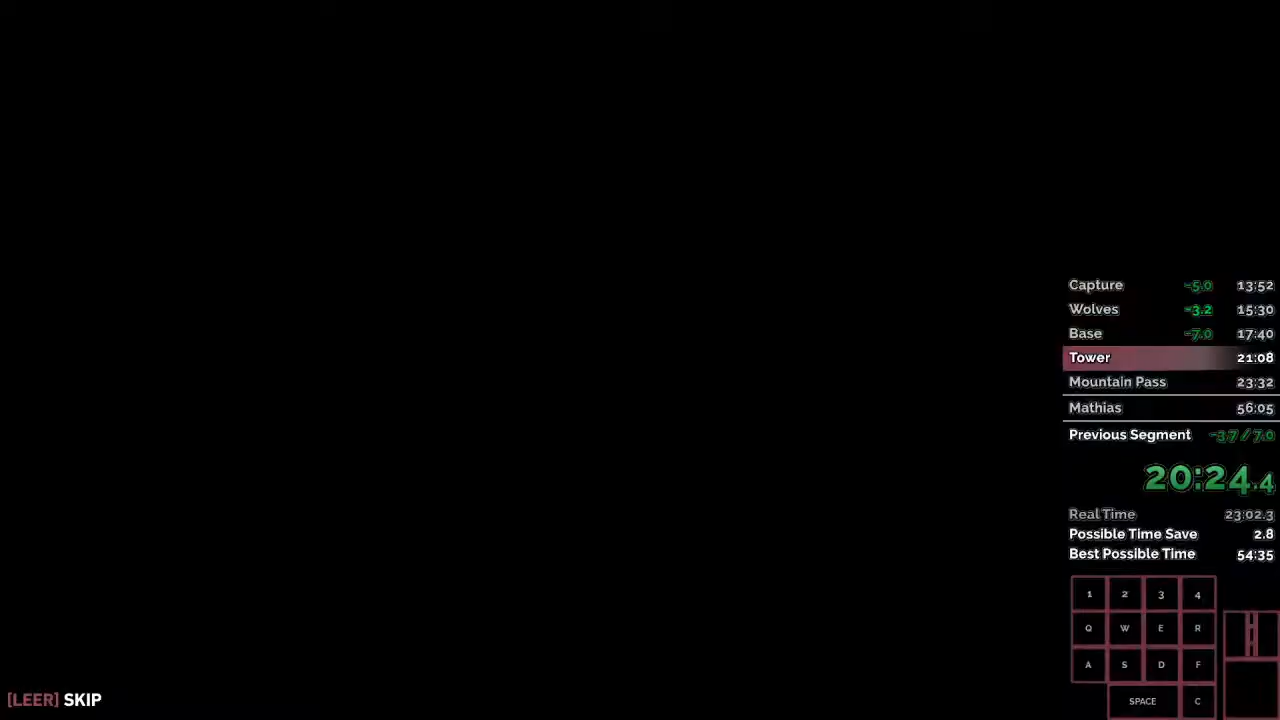 Capture -5.0 13:52
Wolves -3.2 15:30
Base -7.0 17:40
Tower 21:08
Mountain Pass 23:32
Mathias 56:05
Previous Segment -3.7 / 7.0
20:24.4
Real Time 23:02.3
Possible Time Save 2.8
Best Possible Time 54:35
1 2 3 4
Q W E R
A S D F
SPACE C
[LEER] SKIP